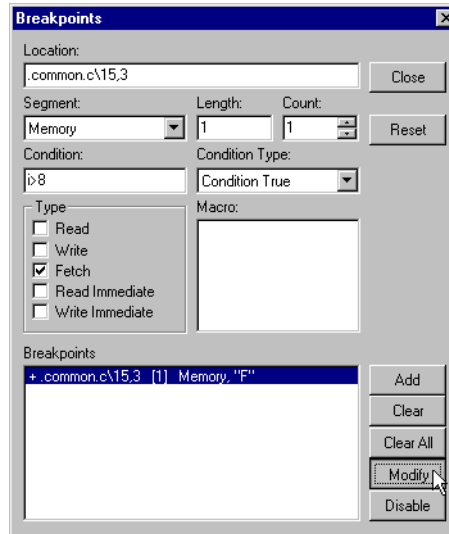 Breakpoints
Location:
.common.c\15,3
Close
Segment:
Length:
Count:
Memory
1
1
Reset
Condition:
Condition Type:
i>8
Condition True
Type
Macro:
Read
Write
Fetch
Read Immediate
Write Immediate
Breakpoints
+ .common.c\15,3 [1] Memory, "F"
Add
Clear
Clear All
Modify
Disable